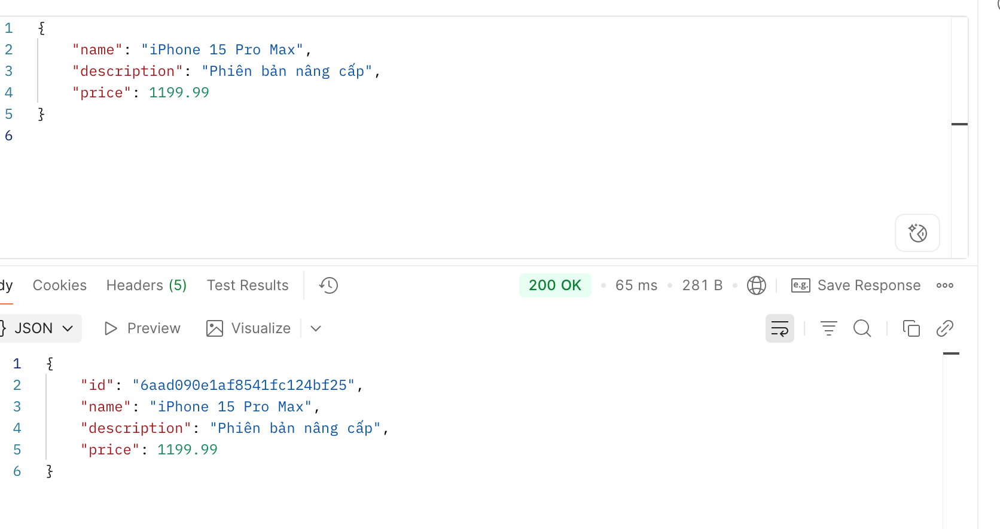 1 {
2 "name": "iPhone 15 Pro Max",
3 "description": "Phiên bản nâng cấp",
4 "price": 1199.99
5 }
6
dy Cookies Headers (5) Test Results 200 OK • 65 ms • 281 B • e.g. Save Response
} JSON Preview Visualize
1 {
2 "id": "6aad090e1af8541fc124bf25",
3 "name": "iPhone 15 Pro Max",
4 "description": "Phiên bản nâng cấp",
5 "price": 1199.99
6 }